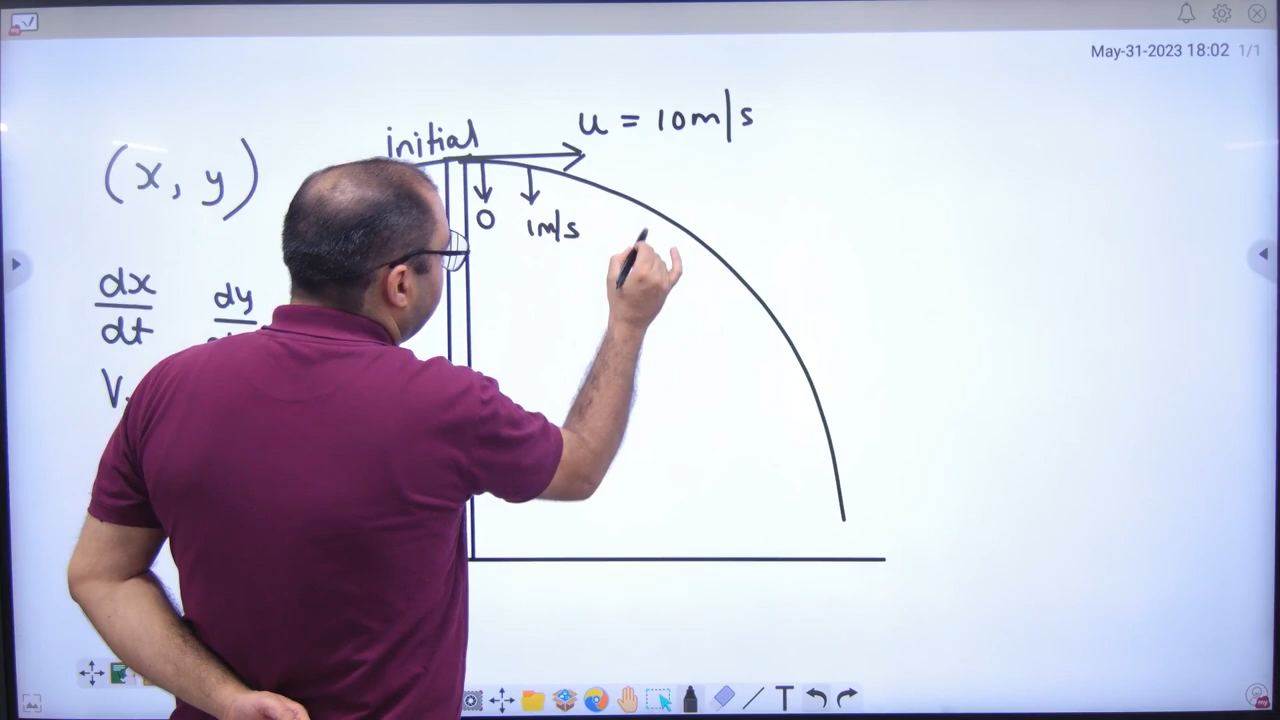 May-31-2023 18:02 1/1
u = 10m/s
initial
(x, y)
0
1m/s
dx
dy
dt
V
T